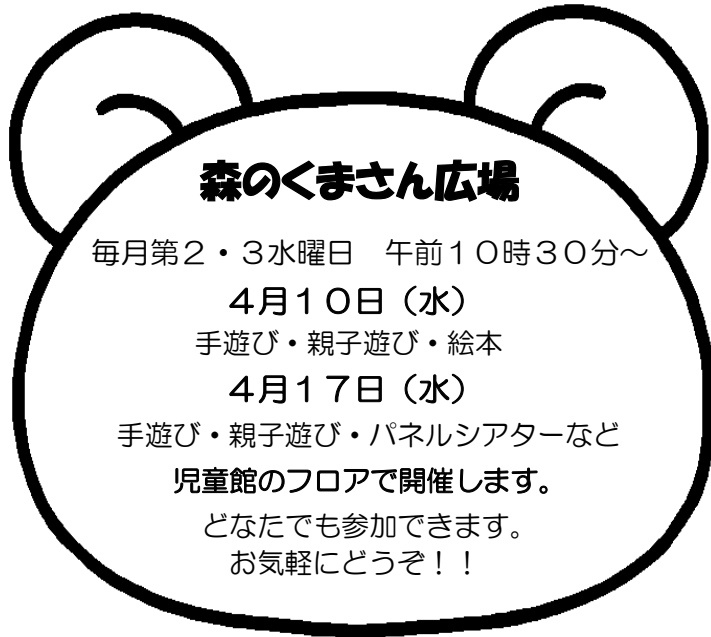 森のくまさん広場
毎月第２・３水曜日　午前１０時３０分～
４月１０日（水）
手遊び・親子遊び・絵本
４月１７日（水）
手遊び・親子遊び・パネルシアターなど
児童館のフロアで開催します。
どなたでも参加できます。
お気軽にどうぞ！！